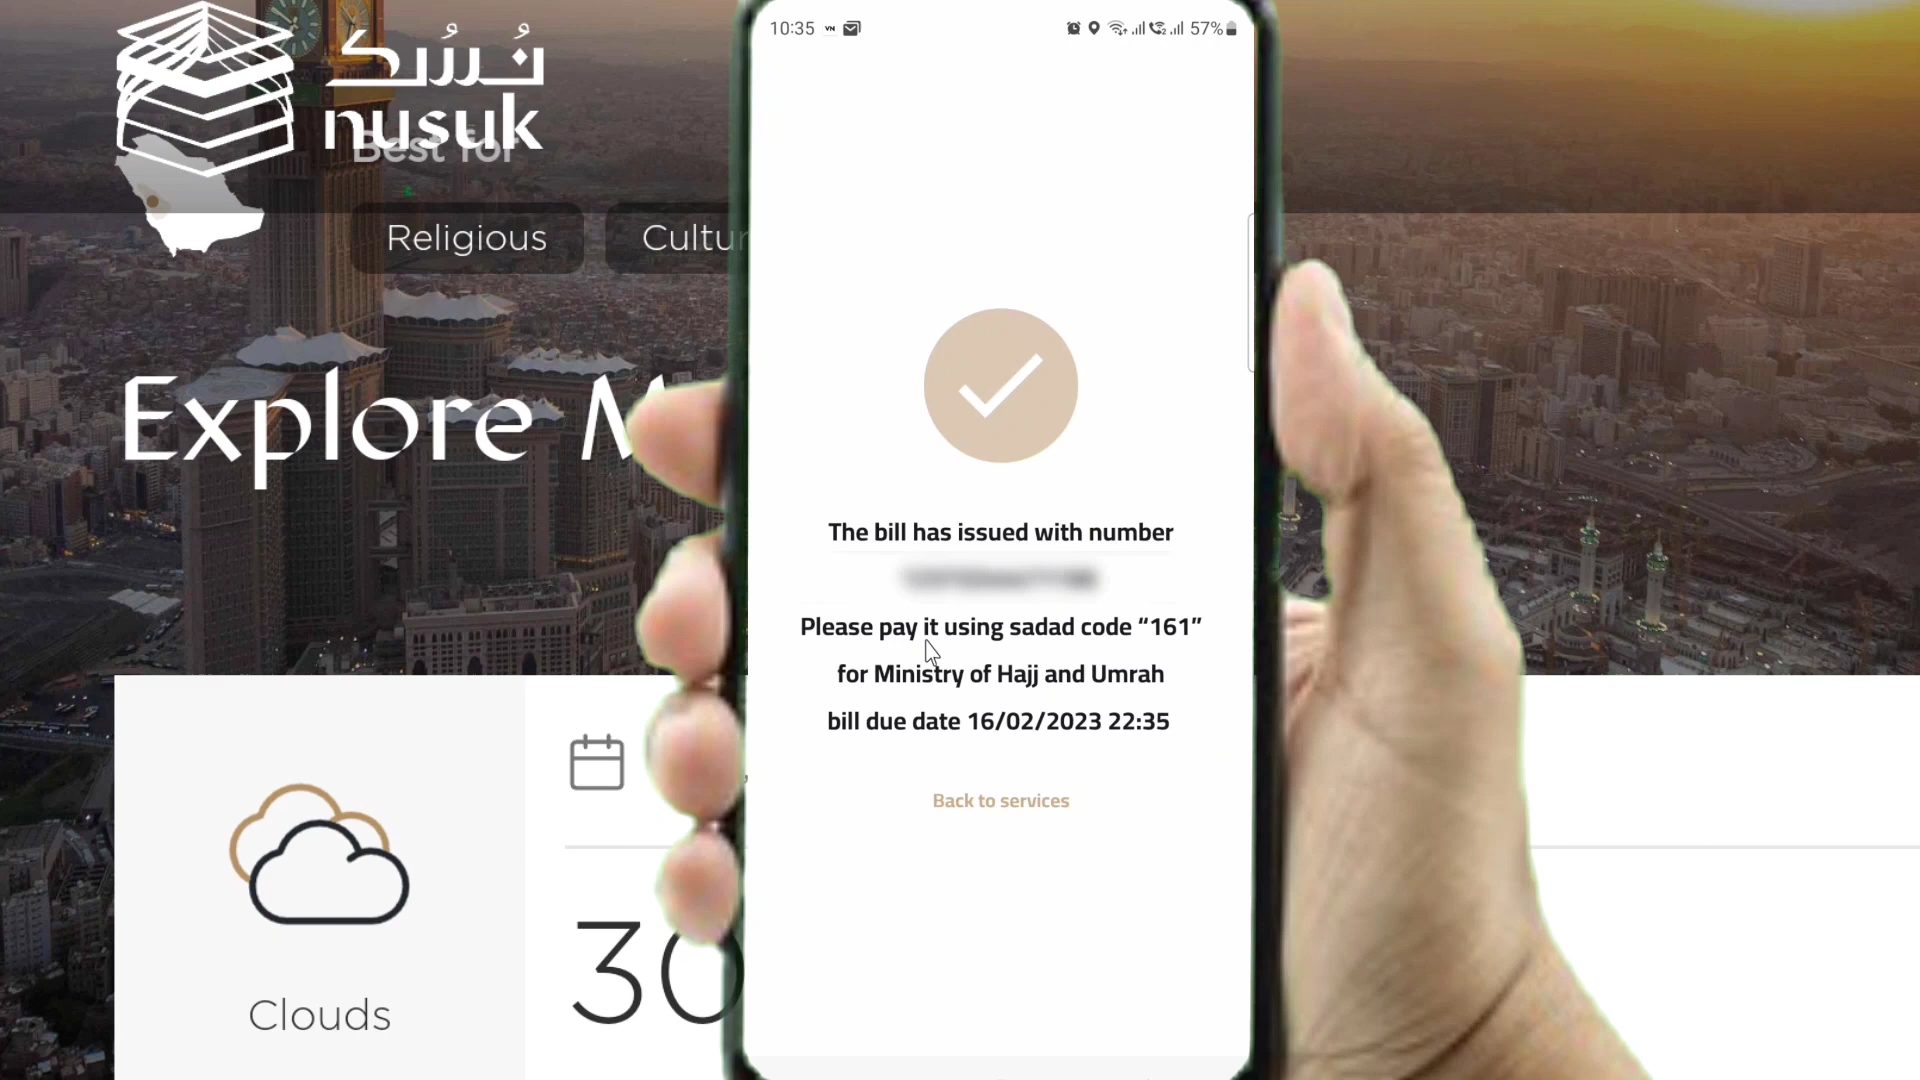 نُسُك
nusuk
Best for
Religious
Explore
Clouds
30
10:35
57%
The bill has issued with number
Please pay it using sadad code “161”
for Ministry of Hajj and Umrah
bill due date 16/02/2023 22:35
Back to services